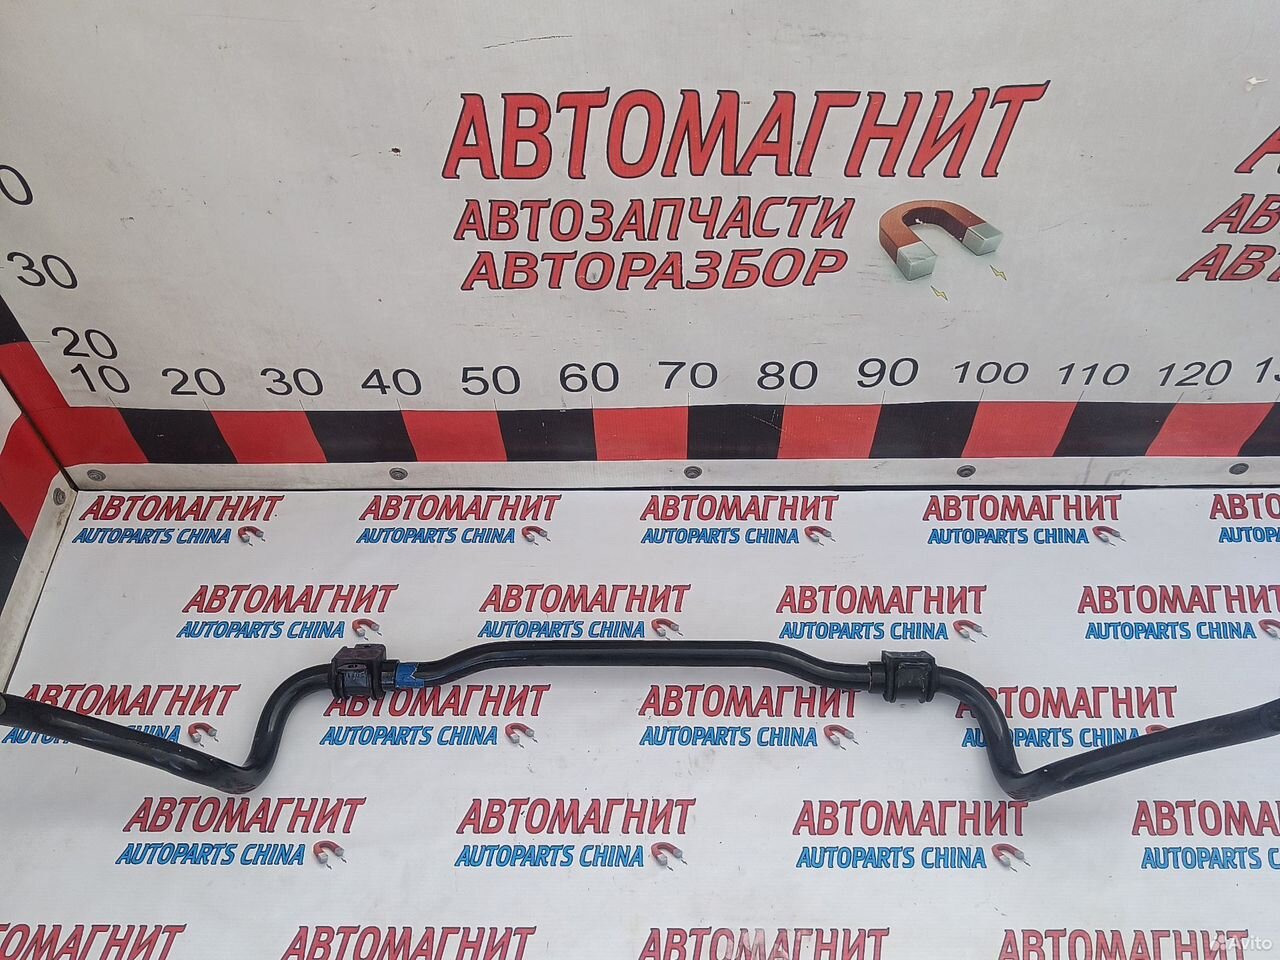 АВТОМАГНИТ
АВТОЗАПЧАСТИ
АВТОРАЗБОР
30
20
10 20 30 40 50 60 70 80 90 100 110 120
АВТОМАГНИТ АВТОМАГНИТ АВТОМАГНИТ АВТОМАГНИТ
AUTOPARTS CHINA AUTOPARTS CHINA AUTOPARTS CHINA AUTOPARTS CHINA
АВТОМАГНИТ АВТОМАГНИТ АВТОМАГНИТ АВТОМАГНИТ
AUTOPARTS CHINA AUTOPARTS CHINA AUTOPARTS CHINA AUTOPARTS CHINA
АВТОМАГНИТ АВТОМАГНИТ АВТОМАГНИТ АВТОМАГНИТ
AUTOPARTS CHINA AUTOPARTS CHINA AUTOPARTS CHINA
АВТОМАГНИТ АВТОМАГНИТ АВТОМАГНИТ
AUTOPARTS CHINA AUTOPARTS CHINA AUTOPARTS CHINA AUTOPARTS CHINA
АВТОМАГНИТ АВТОМАГНИТ АВТОМАГНИТ
Avito